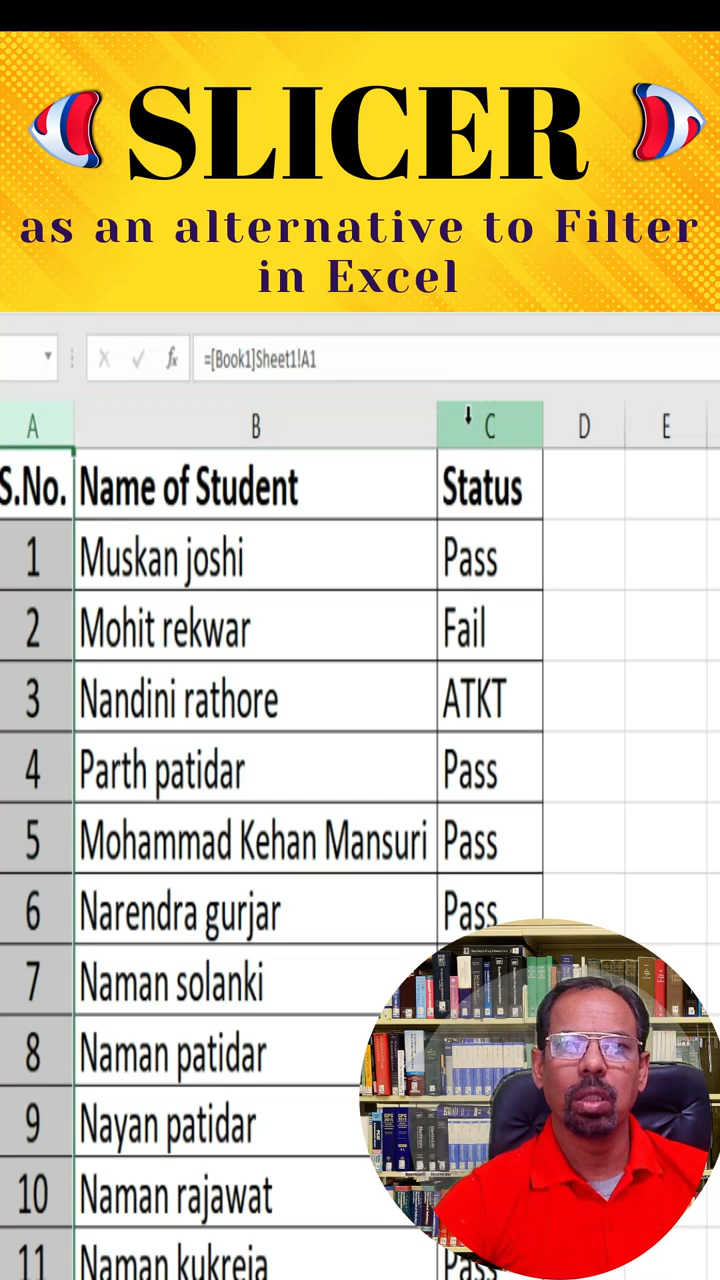 SLICER
as an alternative to Filter
in Excel
fx =[Book1]Sheet1!A1
A B C D E
S.No. Name of Student Status
1 Muskan joshi Pass
2 Mohit rekwar Fail
3 Nandini rathore ATKT
4 Parth patidar Pass
5 Mohammad Kehan Mansuri Pass
6 Narendra gurjar Pass
7 Naman solanki
8 Naman patidar
9 Nayan patidar
10 Naman rajawat
11 Naman kukreja Pass